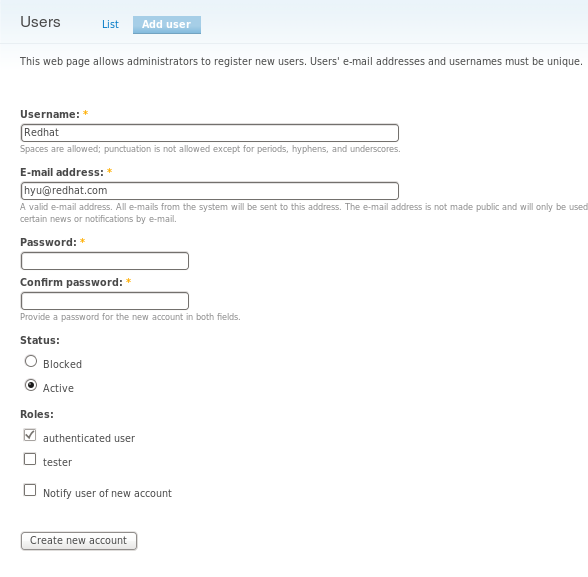 Users List Add user
This web page allows administrators to register new users. Users' e-mail addresses and usernames must be unique.
Username: *
Redhat
Spaces are allowed; punctuation is not allowed except for periods, hyphens, and underscores.
E-mail address: *
hyu@redhat.com
A valid e-mail address. All e-mails from the system will be sent to this address. The e-mail address is not made public and will only be used
certain news or notifications by e-mail.
Password: *
Confirm password: *
Provide a password for the new account in both fields.
Status:
Blocked
Active
Roles:
authenticated user
tester
Notify user of new account
Create new account